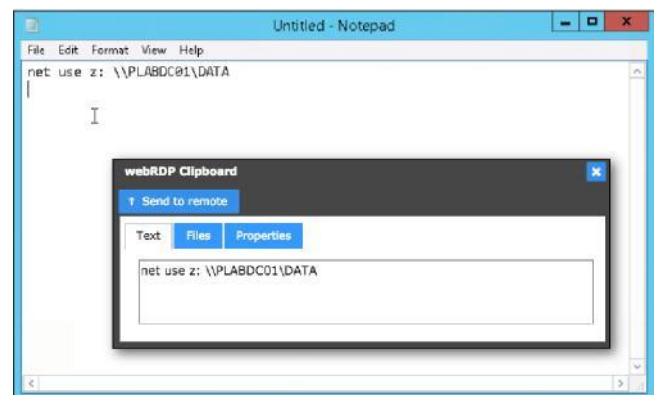 Untitled - Notepad
File Edit Format View Help
net use z: \\PLABDC01\DATA
webRDP Clipboard
↑ Send to remote
Text Files Properties
net use z: \\PLABDC01\DATA